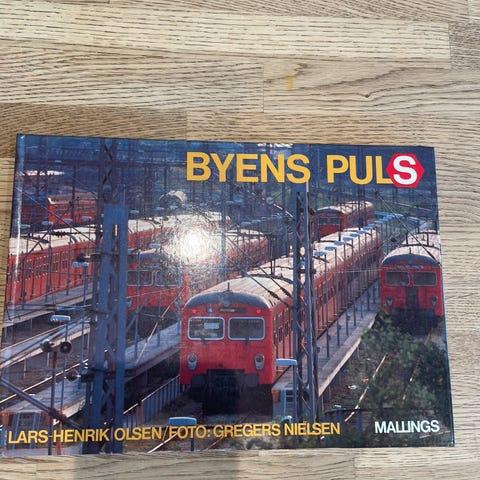 BYENS PULS
LARS HENRIK OLSEN/FOTO: GREGERS NIELSEN
MALLINGS